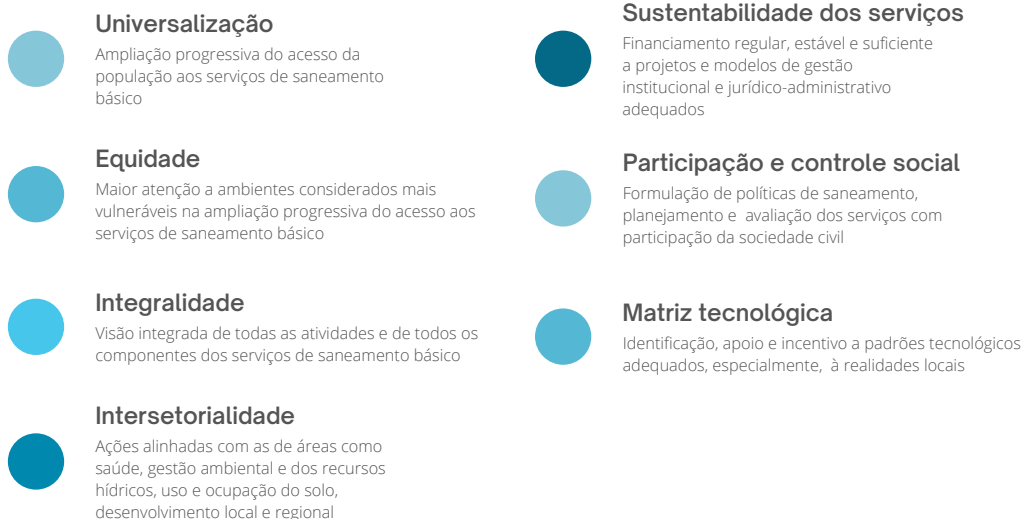 Universalização
Ampliação progressiva do acesso da
população aos serviços de saneamento
básico
Equidade
Maior atenção a ambientes considerados mais
vulneráveis na ampliação progressiva do acesso aos
serviços de saneamento básico
Integralidade
Visão integrada de todas as atividades e de todos os
componentes dos serviços de saneamento básico
Intersetorialidade
Ações alinhadas com as de áreas como
saúde, gestão ambiental e dos recursos
hídricos, uso e ocupação do solo,
desenvolvimento local e regional
Sustentabilidade dos serviços
Financiamento regular, estável e suficiente
a projetos e modelos de gestão
institucional e jurídico-administrativo
adequados
Participação e controle social
Formulação de políticas de saneamento,
planejamento e avaliação dos serviços com
participação da sociedade civil
Matriz tecnológica
Identificação, apoio e incentivo a padrões tecnológicos
adequados, especialmente, à realidades locais